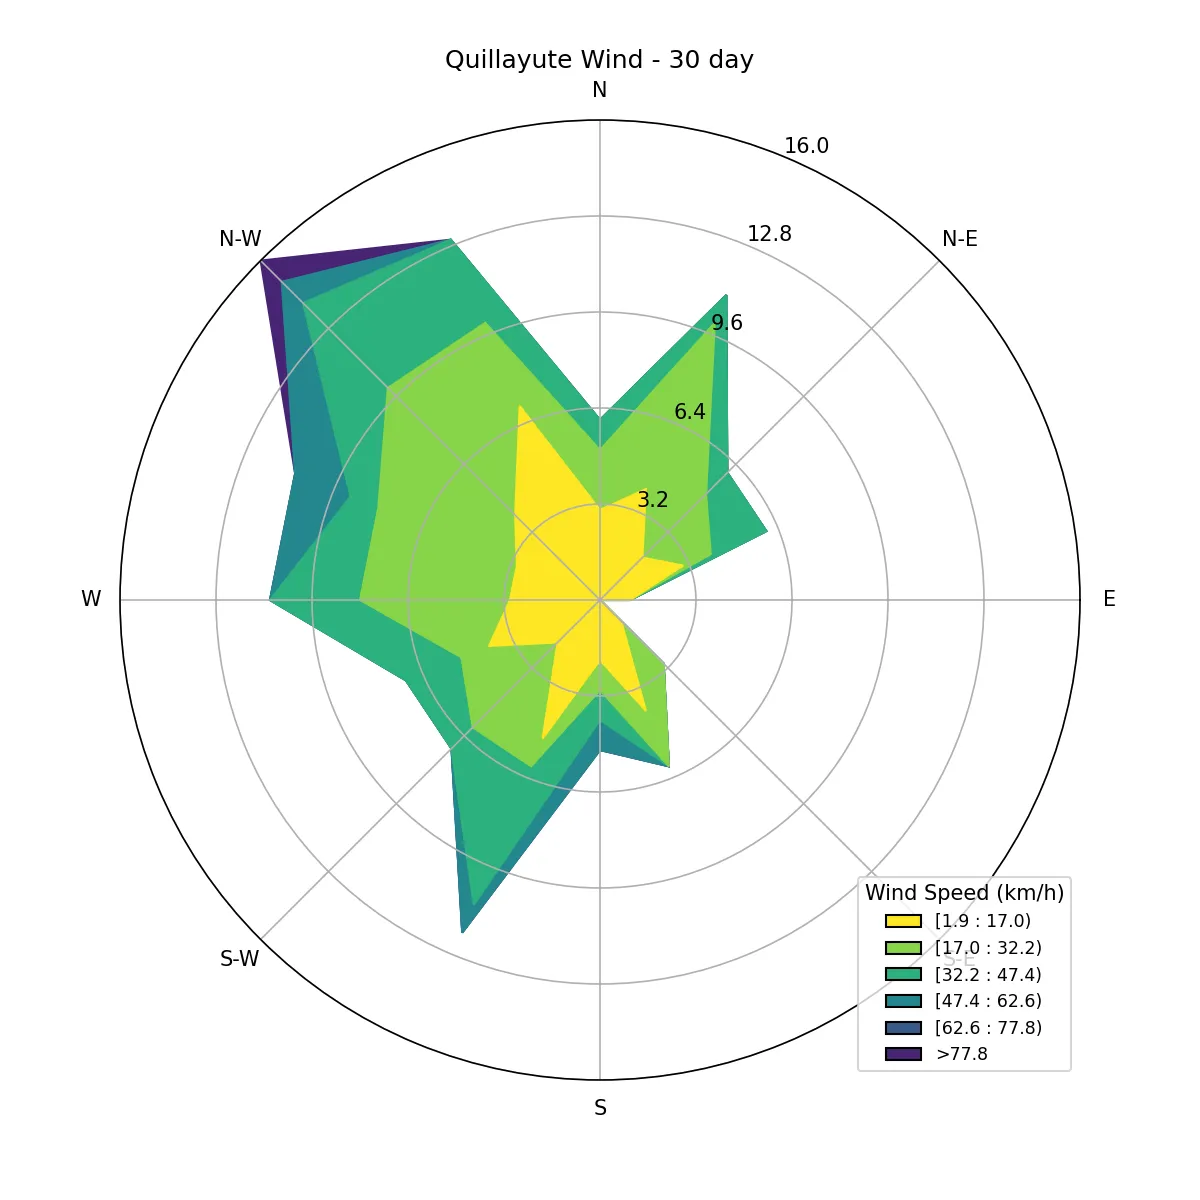 Quillayute Wind - 30 day
N
16.0
12.8
N-W
N-E
9.6
6.4
3.2
W
E
S-W
S-E
S
Wind Speed (km/h)
[1.9 : 17.0)
[17.0 : 32.2)
[32.2 : 47.4)
[47.4 : 62.6)
[62.6 : 77.8)
>77.8